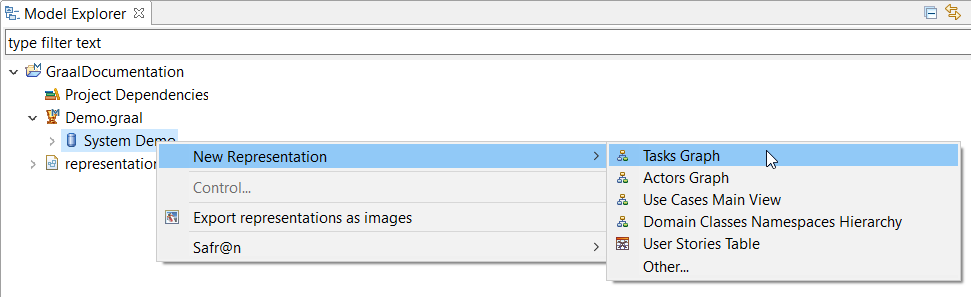 Model Explorer
type filter text
GraalDocumentation
Project Dependencies
Demo.graal
System Demo
representation
New Representation
Control...
Export representations as images
Safr@n
Tasks Graph
Actors Graph
Use Cases Main View
Domain Classes Namespaces Hierarchy
User Stories Table
Other...